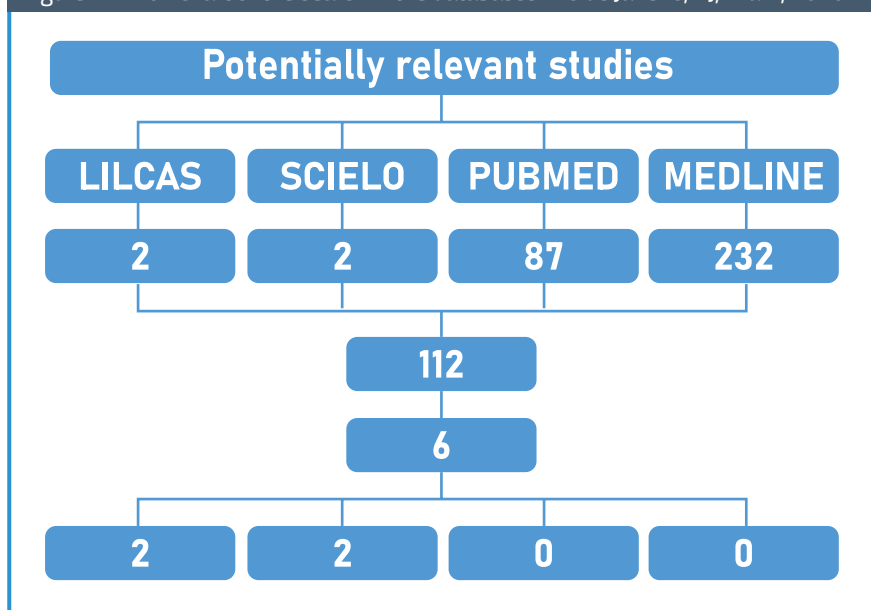 Potentially relevant studies
LILCAS SCIELO PUBMED MEDLINE
2 2 87 232
112
6
2 2 0 0